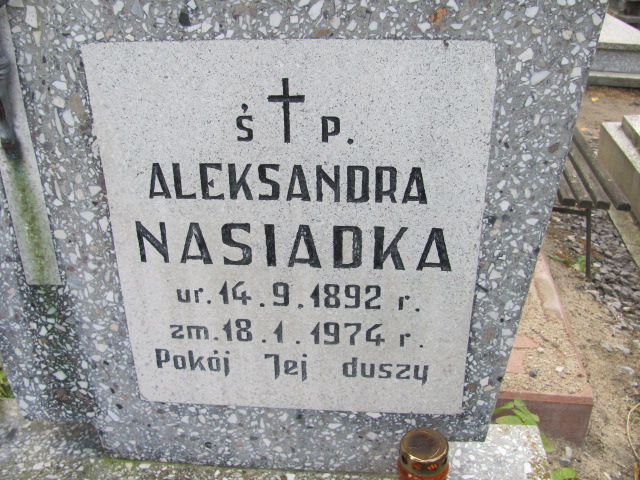 ś † p.
ALEKSANDRA
NASIADKA
ur. 14.9.1892 r.
zm. 18.1.1974 r.
Pokój Jej duszy